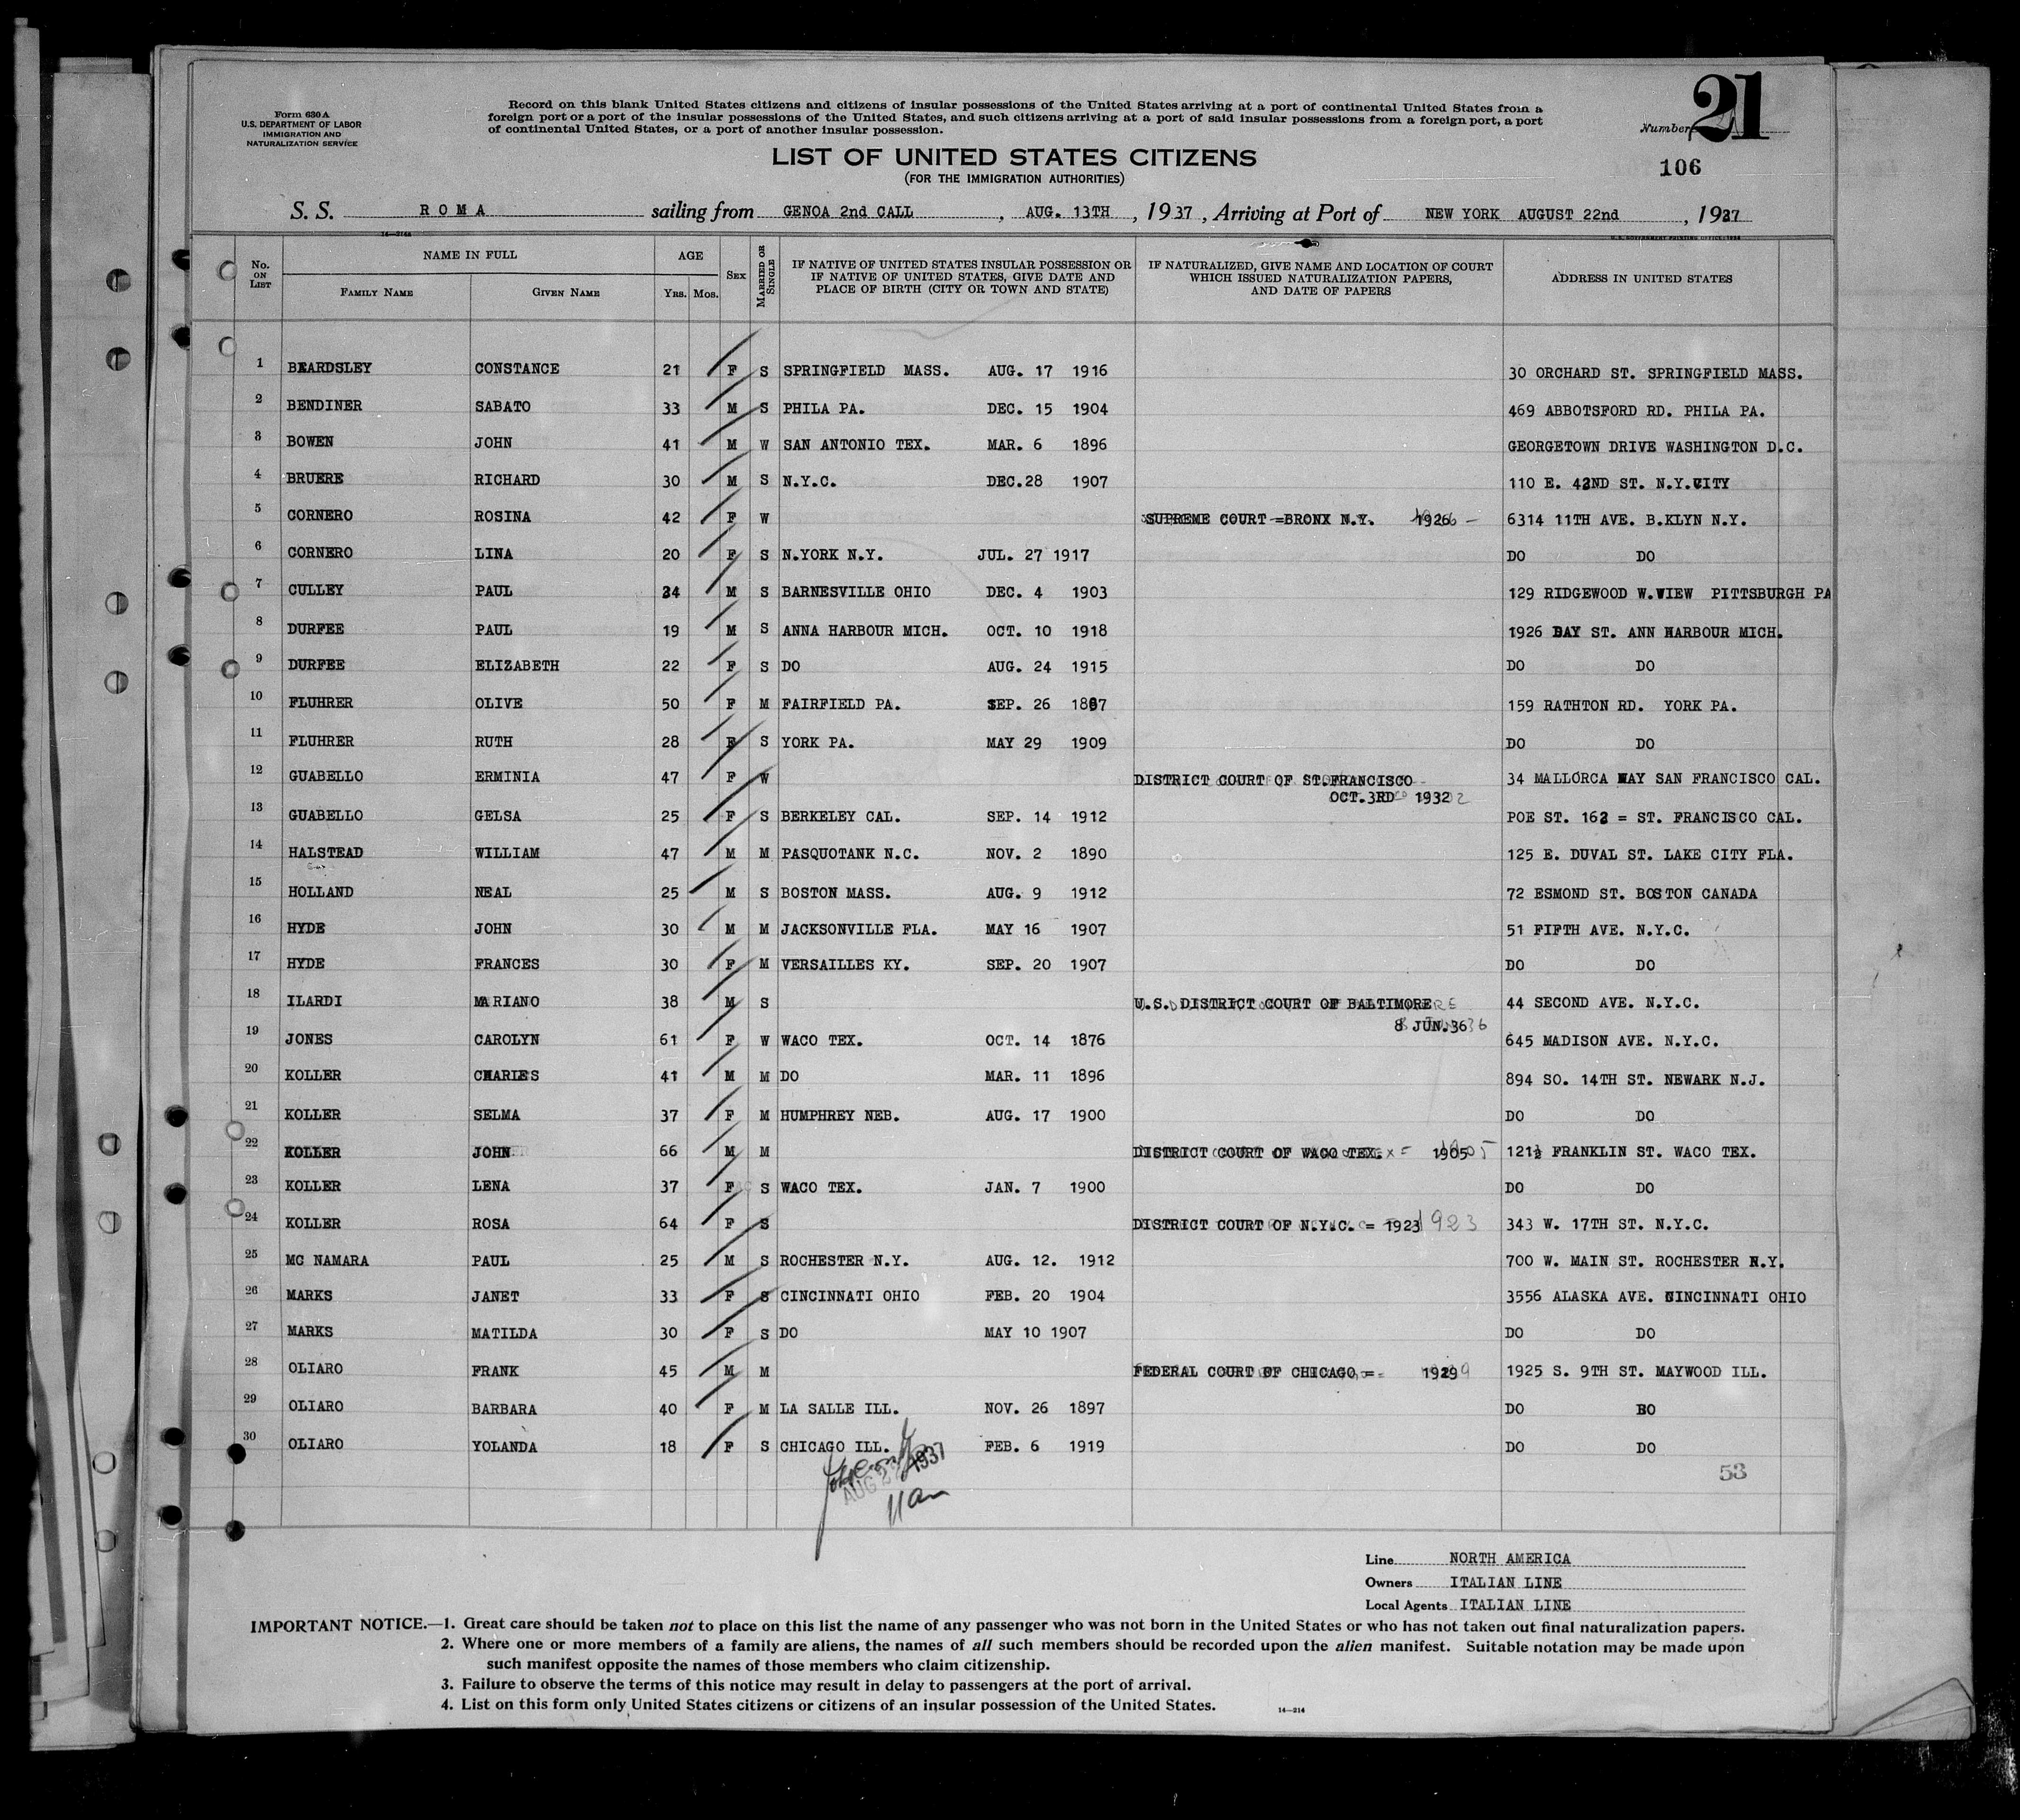 Form 630 A
U.S. DEPARTMENT OF LABOR
IMMIGRATION AND
NATURALIZATION SERVICE
Record on this blank United States citizens and citizens of insular possessions of the United States arriving at a port of continental United States from a
foreign port or a port of the insular possessions of the United States, and such citizens arriving at a port of said insular possessions from a foreign port, a port
of continental United States, or a port of another insular possession.
Number 21
106
LIST OF UNITED STATES CITIZENS
(FOR THE IMMIGRATION AUTHORITIES)
S. S. ROMA sailing from GENOA 2nd CALL, AUG. 13TH, 1937, Arriving at Port of NEW YORK AUGUST 22nd, 1937
No. ON LIST NAME IN FULL AGE SEX MARRIED OR SINGLE IF NATIVE OF UNITED STATES INSULAR POSSESSION OR IF NATIVE OF UNITED STATES, GIVE DATE AND PLACE OF BIRTH (CITY OR TOWN AND STATE) IF NATURALIZED, GIVE NAME AND LOCATION OF COURT WHICH ISSUED NATURALIZATION PAPERS, AND DATE OF PAPERS ADDRESS IN UNITED STATES
FAMILY NAME GIVEN NAME YRS. MOS.
1 BEARDSLEY CONSTANCE 21 F S SPRINGFIELD MASS. AUG. 17 1916 30 ORCHARD ST. SPRINGFIELD MASS.
2 BENDINER SABATO 33 M S PHILA PA. DEC. 15 1904 469 ABBOTSFORD RD. PHILA PA.
3 BOWEN JOHN 41 M W SAN ANTONIO TEX. MAR. 6 1896 GEORGETOWN DRIVE WASHINGTON D.C.
4 BRUERE RICHARD 30 M S N.Y.C. DEC.28 1907 110 E. 42ND ST. N.Y.CITY
5 CORNERO ROSINA 42 F W SUPREME COURT =BRONX N.Y. 1926 6314 11TH AVE. B.KLYN N.Y.
6 CORNERO LINA 20 F S N.YORK N.Y. JUL. 27 1917 DO DO
7 CULLEY PAUL 34 M S BARNESVILLE OHIO DEC. 4 1903 129 RIDGEWOOD W.VIEW PITTSBURGH PA
8 DURFEE PAUL 19 M S ANNA HARBOUR MICH. OCT. 10 1918 1926 DAY ST. ANN HARBOUR MICH.
9 DURFEE ELIZABETH 22 F S DO AUG. 24 1915 DO DO
10 FLUHRER OLIVE 50 F M FAIRFIELD PA. SEP. 26 1887 159 RATHTON RD. YORK PA.
11 FLUHRER RUTH 28 F S YORK PA. MAY 29 1909 DO DO
12 GUABELLO ERMINIA 47 F W DISTRICT COURT OF ST.FRANCISCO 34 MALLORCA WAY SAN FRANCISCO CAL.
OCT.3RD 1932
13 GUABELLO GELSA 25 F S BERKELEY CAL. SEP. 14 1912 POE ST. 162 = ST. FRANCISCO CAL.
14 HALSTEAD WILLIAM 47 M M PASQUOTANK N.C. NOV. 2 1890 125 E. DUVAL ST. LAKE CITY FLA.
15 HOLLAND NEAL 25 M S BOSTON MASS. AUG. 9 1912 72 ESMOND ST. BOSTON CANADA
16 HYDE JOHN 30 M M JACKSONVILLE FLA. MAY 16 1907 51 FIFTH AVE. N.Y.C.
17 HYDE FRANCES 30 F M VERSAILLES KY. SEP. 20 1907 DO DO
18 ILARDI MARIANO 38 M S U.S. DISTRICT COURT OF BALTIMORE 44 SECOND AVE. N.Y.C.
8 JUN.36
19 JONES CAROLYN 61 F W WACO TEX. OCT. 14 1876 645 MADISON AVE. N.Y.C.
20 KOLLER CHARLES 41 M M DO MAR. 11 1896 894 SO. 14TH ST. NEWARK N.J.
21 KOLLER SELMA 37 F M HUMPHREY NEB. AUG. 17 1900 DO DO
22 KOLLER JOHN 66 M M DISTRICT COURT OF WACO TEX. 1905 121½ FRANKLIN ST. WACO TEX.
23 KOLLER LENA 37 F S WACO TEX. JAN. 7 1900 DO DO
24 KOLLER ROSA 64 F S DISTRICT COURT OF N.Y.C. = 1923 1923 343 W. 17TH ST. N.Y.C.
25 MC NAMARA PAUL 25 M S ROCHESTER N.Y. AUG. 12. 1912 700 W. MAIN ST. ROCHESTER N.Y.
26 MARKS JANET 33 F S CINCINNATI OHIO FEB. 20 1904 3556 ALASKA AVE. CINCINNATI OHIO
27 MARKS MATILDA 30 F S DO MAY 10 1907 DO DO
28 OLIARO FRANK 45 M M FEDERAL COURT OF CHICAGO = 1929 1925 S. 9TH ST. MAYWOOD ILL.
29 OLIARO BARBARA 40 F M LA SALLE ILL. NOV. 26 1897 DO DO
30 OLIARO YOLANDA 18 F S CHICAGO ILL. FEB. 6 1919 DO DO
AUG 22 1937
53
Line NORTH AMERICA
Owners ITALIAN LINE
Local Agents ITALIAN LINE
IMPORTANT NOTICE.—1. Great care should be taken not to place on this list the name of any passenger who was not born in the United States or who has not taken out final naturalization papers.
2. Where one or more members of a family are aliens, the names of all such members should be recorded upon the alien manifest. Suitable notation may be made upon
such manifest opposite the names of those members who claim citizenship.
3. Failure to observe the terms of this notice may result in delay to passengers at the port of arrival.
4. List on this form only United States citizens or citizens of an insular possession of the United States.
14—214